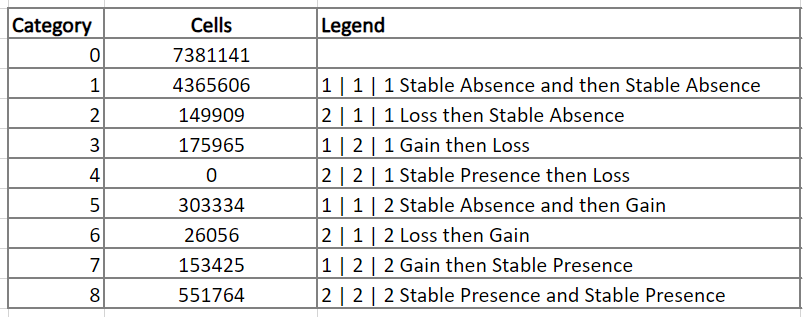 Category Cells Legend
0 7381141
1 4365606 1 | 1 | 1 Stable Absence and then Stable Absence
2 149909 2 | 1 | 1 Loss then Stable Absence
3 175965 1 | 2 | 1 Gain then Loss
4 0 2 | 2 | 1 Stable Presence then Loss
5 303334 1 | 1 | 2 Stable Absence and then Gain
6 26056 2 | 1 | 2 Loss then Gain
7 153425 1 | 2 | 2 Gain then Stable Presence
8 551764 2 | 2 | 2 Stable Presence and Stable Presence